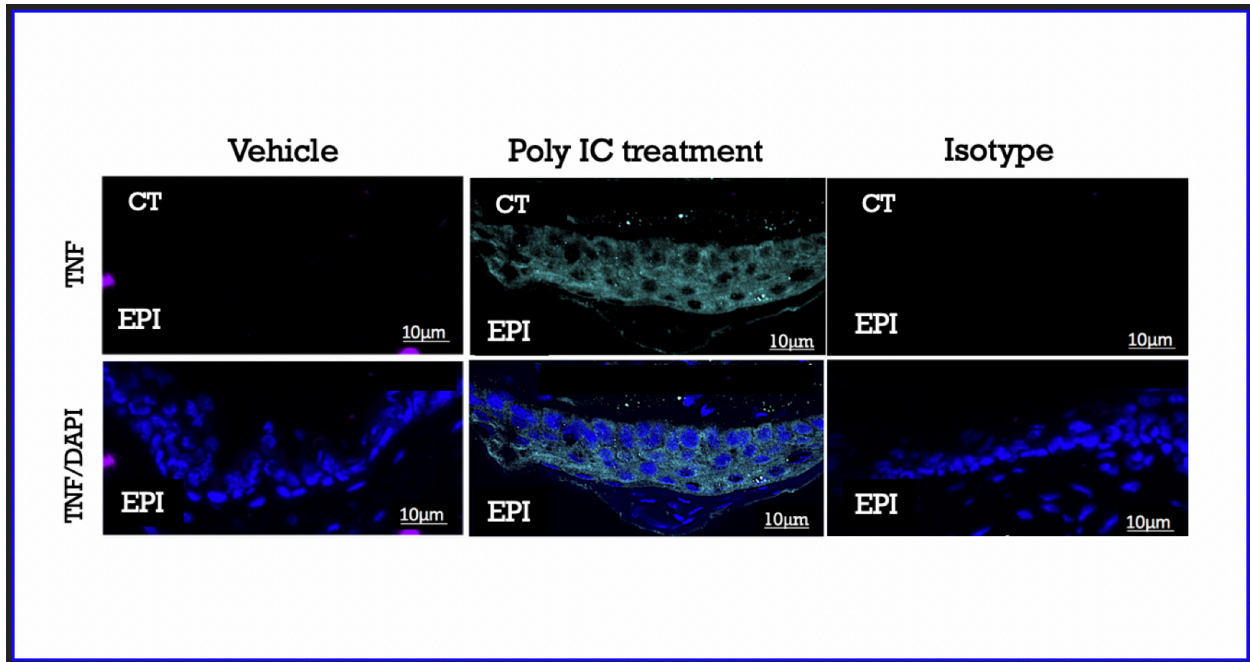 Vehicle
Poly IC treatment
Isotype
TNF
CT
EPI
10μm
CT
EPI
10μm
CT
EPI
10μm
TNF/DAPI
EPI
10μm
EPI
10μm
EPI
10μm